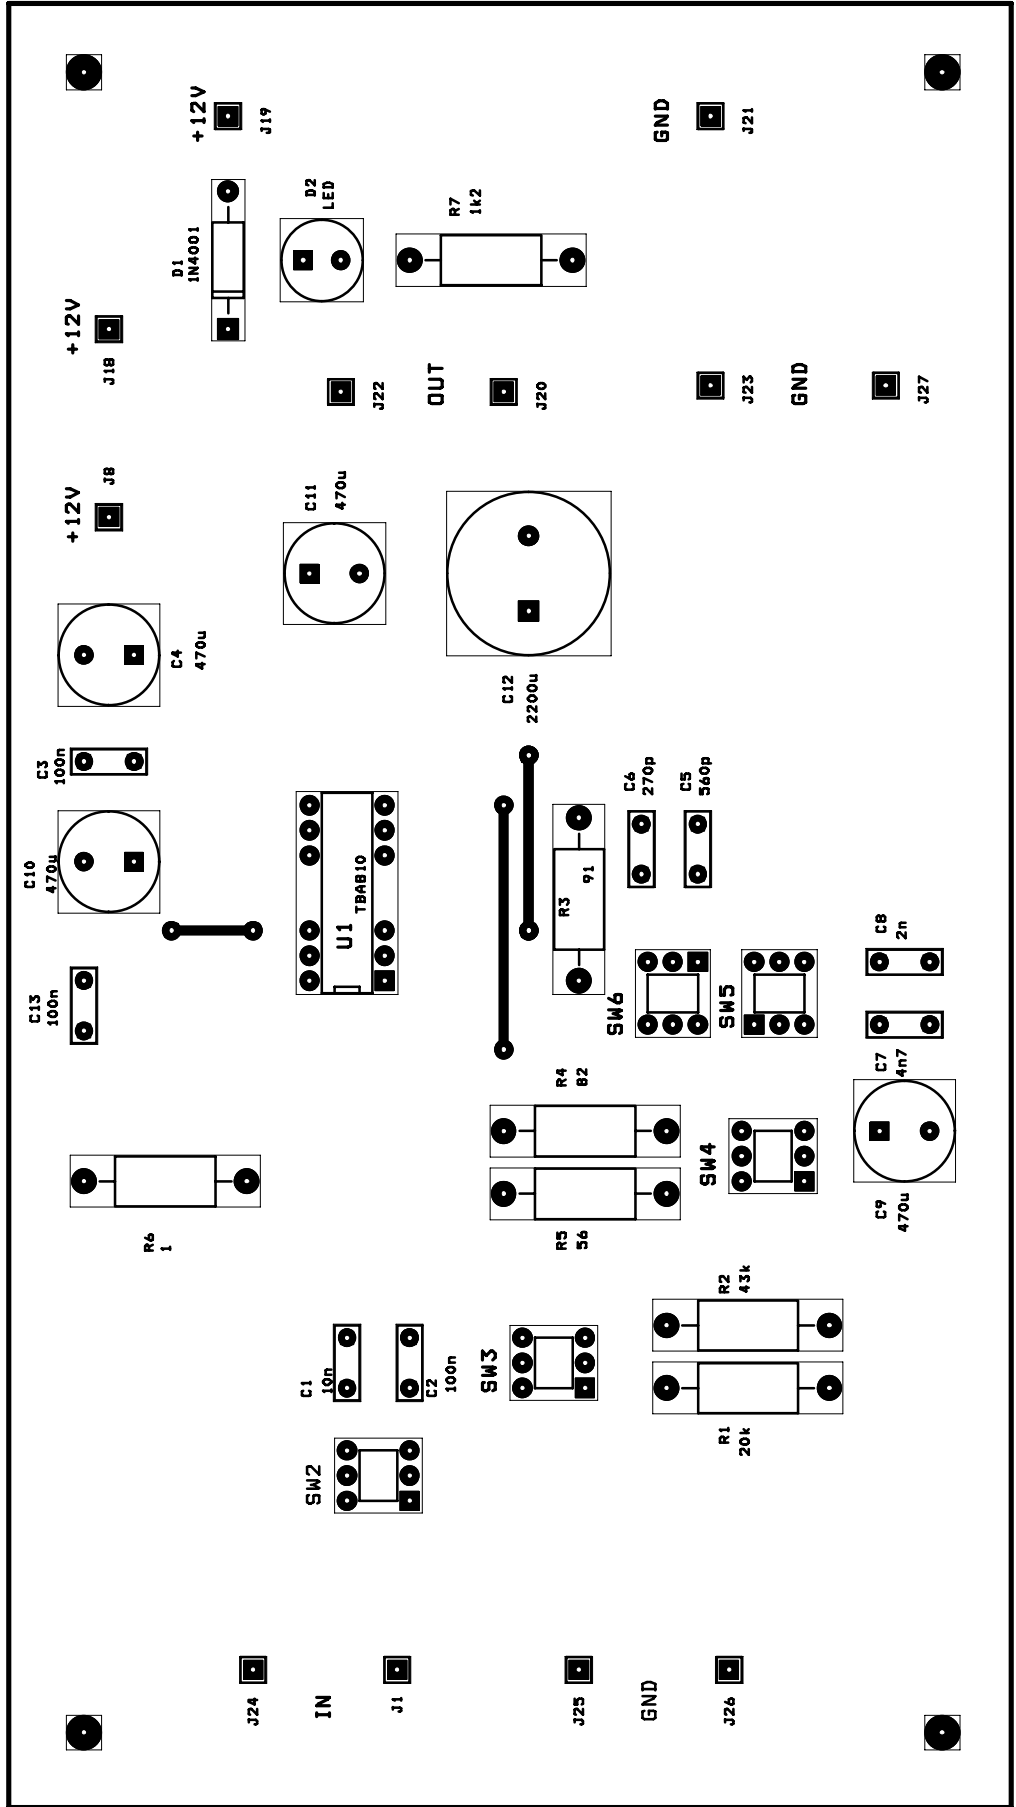 +12V
J19
GND
J21
D2
LED
R7
1k2
D1
1N4001
+12V
J18
J22
OUT
J20
J23
GND
J27
+12V
J8
C11
470u
C4
470u
C12
2200u
C3
100n
C6
270p
C5
560p
C10
470u
U1
TBA810
R3
91
C8
2n
C13
100n
SW6
SW5
R4
82
C7
4n7
SW4
C9
470u
R6
1
R5
56
R2
43k
C1
10n
C2
100n
SW3
R1
20k
SW2
J24
IN
J1
J25
GND
J26